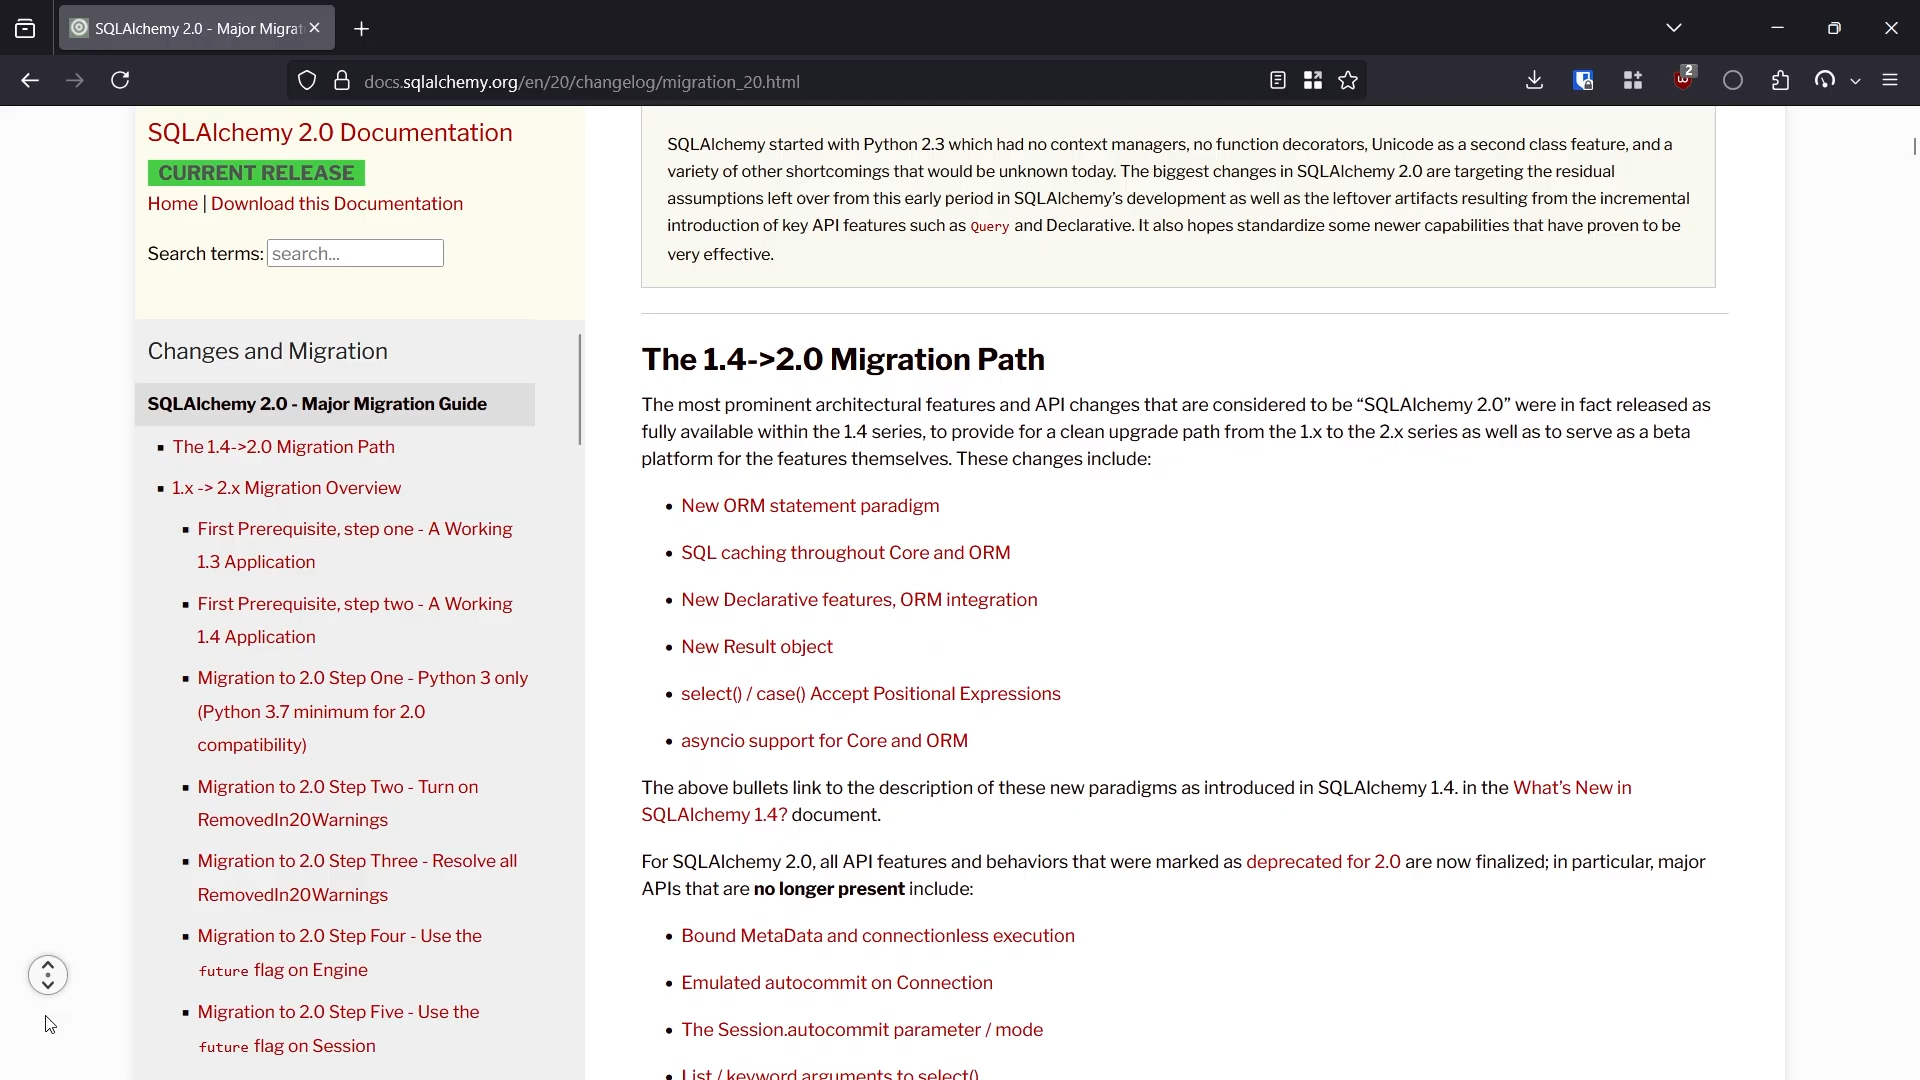 SQLAlchemy 2.0 - Major Migrat
docs.sqlalchemy.org/en/20/changelog/migration_20.html
2
SQLAlchemy 2.0 Documentation
CURRENT RELEASE
Home | Download this Documentation
Search terms: search...
Changes and Migration
SQLAlchemy 2.0 - Major Migration Guide
The 1.4->2.0 Migration Path
1.x -> 2.x Migration Overview
First Prerequisite, step one - A Working
1.3 Application
First Prerequisite, step two - A Working
1.4 Application
Migration to 2.0 Step One - Python 3 only
(Python 3.7 minimum for 2.0
compatibility)
Migration to 2.0 Step Two - Turn on
RemovedIn20Warnings
Migration to 2.0 Step Three - Resolve all
RemovedIn20Warnings
Migration to 2.0 Step Four - Use the
future flag on Engine
Migration to 2.0 Step Five - Use the
future flag on Session
SQLAlchemy started with Python 2.3 which had no context managers, no function decorators, Unicode as a second class feature, and a
variety of other shortcomings that would be unknown today. The biggest changes in SQLAlchemy 2.0 are targeting the residual
assumptions left over from this early period in SQLAlchemy's development as well as the leftover artifacts resulting from the incremental
introduction of key API features such as Query and Declarative. It also hopes standardize some newer capabilities that have proven to be
very effective.
The 1.4->2.0 Migration Path
The most prominent architectural features and API changes that are considered to be “SQLAlchemy 2.0” were in fact released as
fully available within the 1.4 series, to provide for a clean upgrade path from the 1.x to the 2.x series as well as to serve as a beta
platform for the features themselves. These changes include:
New ORM statement paradigm
SQL caching throughout Core and ORM
New Declarative features, ORM integration
New Result object
select() / case() Accept Positional Expressions
asyncio support for Core and ORM
The above bullets link to the description of these new paradigms as introduced in SQLAlchemy 1.4. in the What's New in
SQLAlchemy 1.4? document.
For SQLAlchemy 2.0, all API features and behaviors that were marked as deprecated for 2.0 are now finalized; in particular, major
APIs that are no longer present include:
Bound MetaData and connectionless execution
Emulated autocommit on Connection
The Session.autocommit parameter / mode
List / keyword arguments to select()